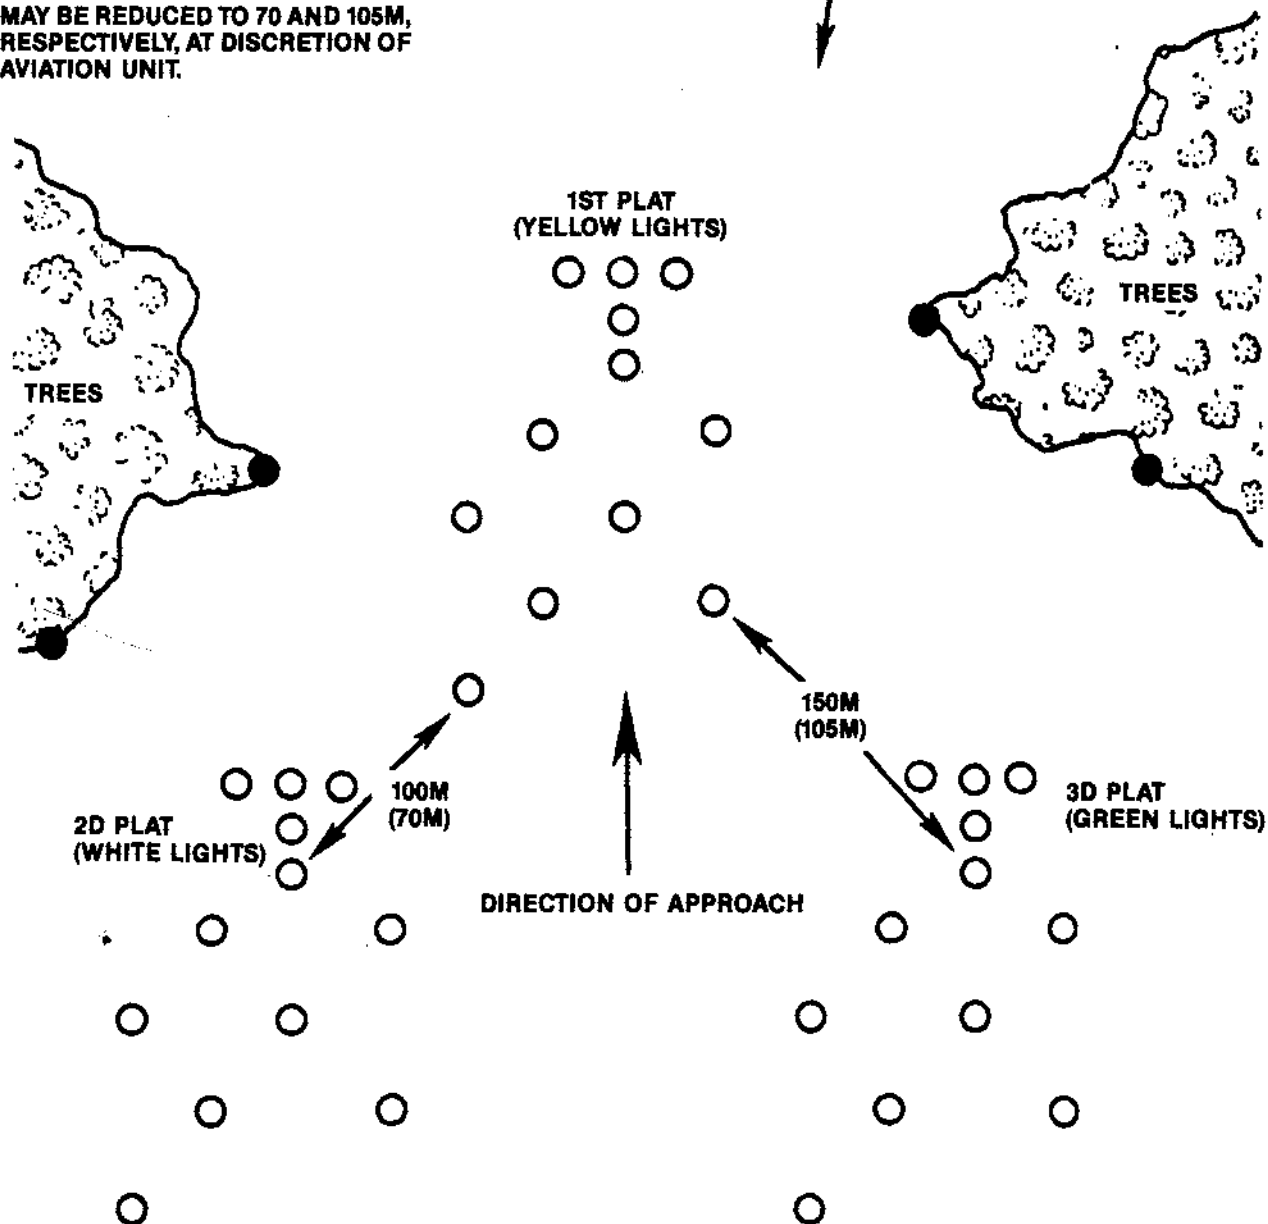 MAY BE REDUCED TO 70 AND 105M,
RESPECTIVELY, AT DISCRETION OF
AVIATION UNIT.
1ST PLAT
(YELLOW LIGHTS)
TREES
TREES
150M
(105M)
100M
(70M)
2D PLAT
(WHITE LIGHTS)
3D PLAT
(GREEN LIGHTS)
DIRECTION OF APPROACH